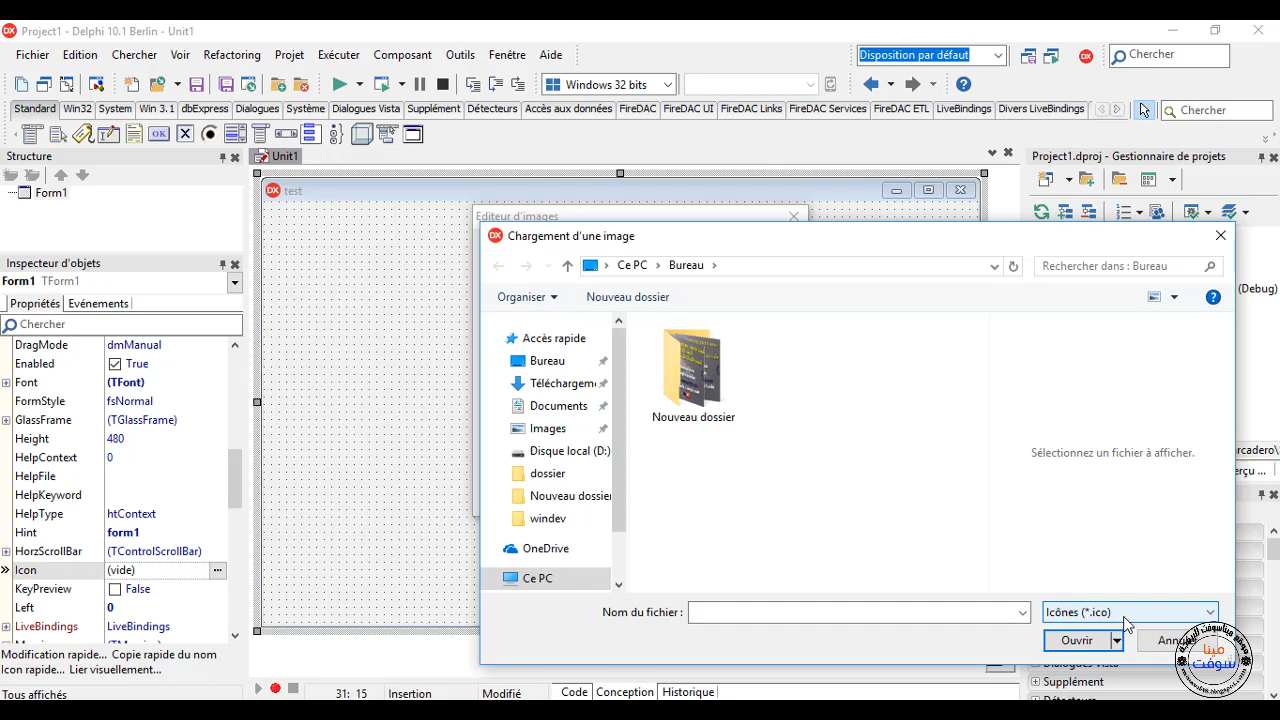 Project1 - Delphi 10.1 Berlin - Unit1
Fichier Edition Chercher Voir Refactoring Projet Exécuter Composant Outils Fenêtre Aide
Disposition par défaut
Chercher
Windows 32 bits
Standard Win32 System Win 3.1 dbExpress Dialogues Système Dialogues Vista Supplément Détecteurs Accès aux données FireDAC FireDAC UI FireDAC Links FireDAC Services FireDAC ETL LiveBindings Divers LiveBindings
Chercher
OK
Structure
Form1
Unit1
Project1.dproj - Gestionnaire de projets
test
Editeur d'images
Chargement d'une image
Ce PC
Bureau
Rechercher dans : Bureau
Organiser
Nouveau dossier
(Debug)
Accès rapide
Bureau
Téléchargem
Documents
Images
Disque local (D:)
dossier
Nouveau dossie
windev
OneDrive
Ce PC
Nouveau dossier
Sélectionnez un fichier à afficher.
Nom du fichier :
Icônes (*.ico)
Ouvrir
Ann
Inspecteur d'objets
Form1 TForm1
Propriétés Evénements
Chercher
DragMode dmManual
Enabled True
Font (TFont)
FormStyle fsNormal
GlassFrame (TGlassFrame)
Height 480
HelpContext 0
HelpFile
HelpKeyword
HelpType htContext
Hint form1
HorzScrollBar (TControlScrollBar)
Icon (vide)
KeyPreview False
Left 0
LiveBindings LiveBindings
Modification rapide... Copie rapide du nom
Icon rapide... Lier visuellement...
Tous affichés
31: 15 Insertion Modifié Code Conception Historique
Dialogues Vista
Supplément
Détecteurs
مينا
شوفت